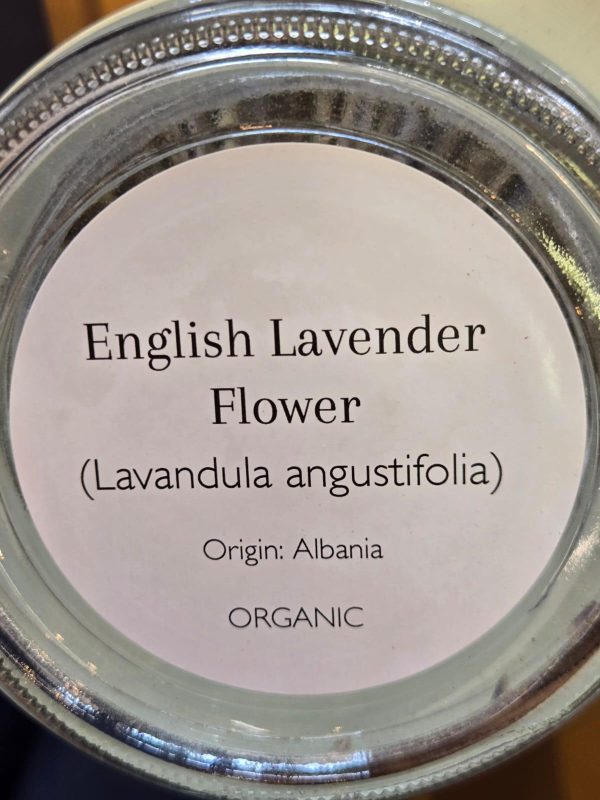 English Lavender
Flower
(Lavandula angustifolia)
Origin: Albania
ORGANIC